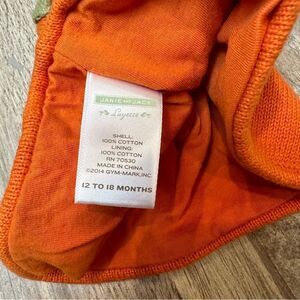 JANIE AND JACK
Layette
SHELL:
100% COTTON
LINING:
100% COTTON
RN 70530
MADE IN CHINA
©2014 GYM-MARK, INC.
12 TO 18 MONTHS